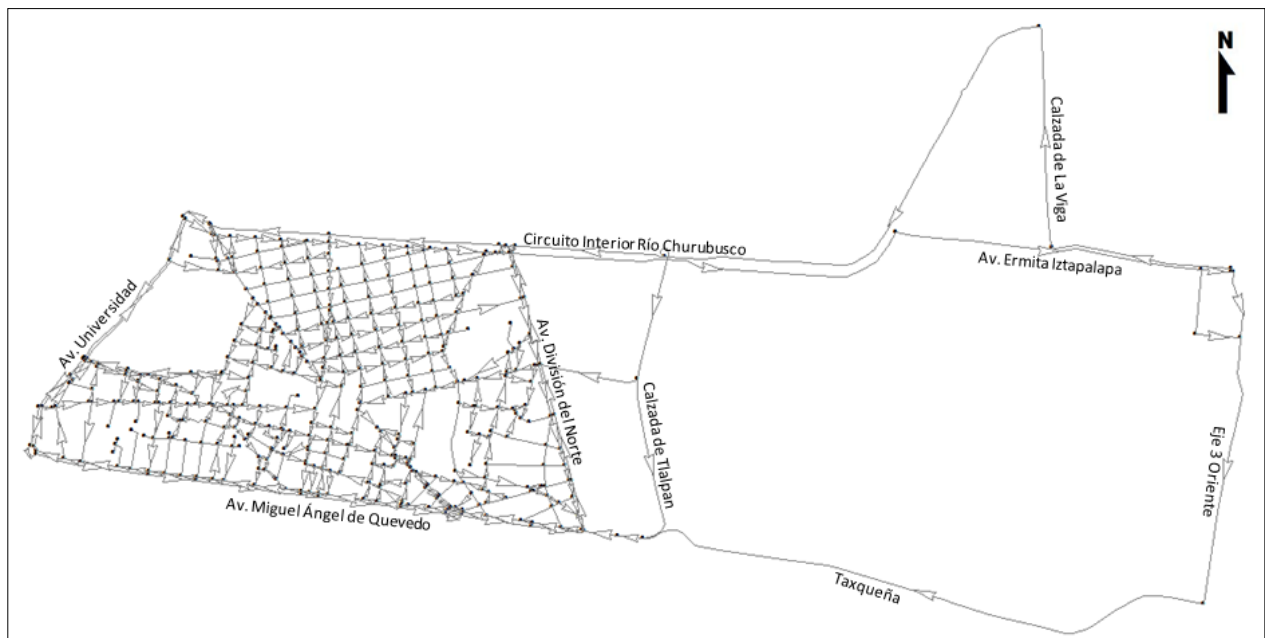 N
Calzada de La Viga
Circuito Interior Río Churubusco
Av. Ermita Iztapalapa
Av. Universidad
Av. División del Norte
Calzada de Tlalpan
Eje 3 Oriente
Av. Miguel Ángel de Quevedo
Taxqueña